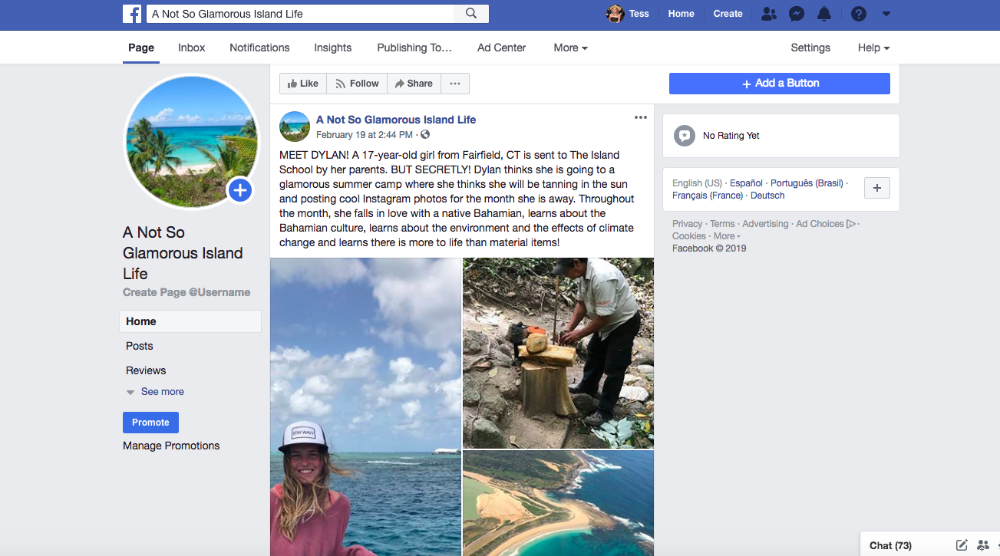 A Not So Glamorous Island Life
Tess
Home
Create
Page
Inbox
Notifications
Insights
Publishing To…
Ad Center
More
Settings
Help
Like
Follow
Share
+ Add a Button
A Not So Glamorous Island Life
February 19 at 2:44 PM ·
MEET DYLAN! A 17-year-old girl from Fairfield, CT is sent to The Island
School by her parents. BUT SECRETLY! Dylan thinks she is going to a
glamorous summer camp where she thinks she will be tanning in the sun
and posting cool Instagram photos for the month she is away. Throughout
the month, she falls in love with a native Bahamian, learns about the
Bahamian culture, learns about the environment and the effects of climate
change and learns there is more to life than material items!
STAY WAVY
A Not So
Glamorous Island
Life
Create Page @Username
Home
Posts
Reviews
See more
Promote
Manage Promotions
No Rating Yet
English (US) · Español · Português (Brasil) ·
Français (France) · Deutsch
Privacy · Terms · Advertising · Ad Choices ·
Cookies · More
Facebook © 2019
Chat (73)